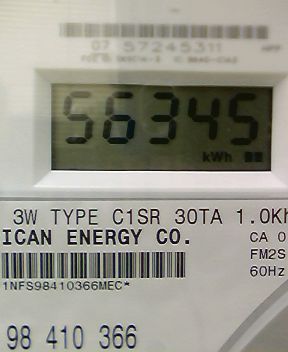 07 57245311
56345
kWh
3W TYPE C1SR 30TA 1.0Kh
ICAN ENERGY CO.
CA 0
FM2S
1NFS98410366MEC*
60Hz
98 410 366